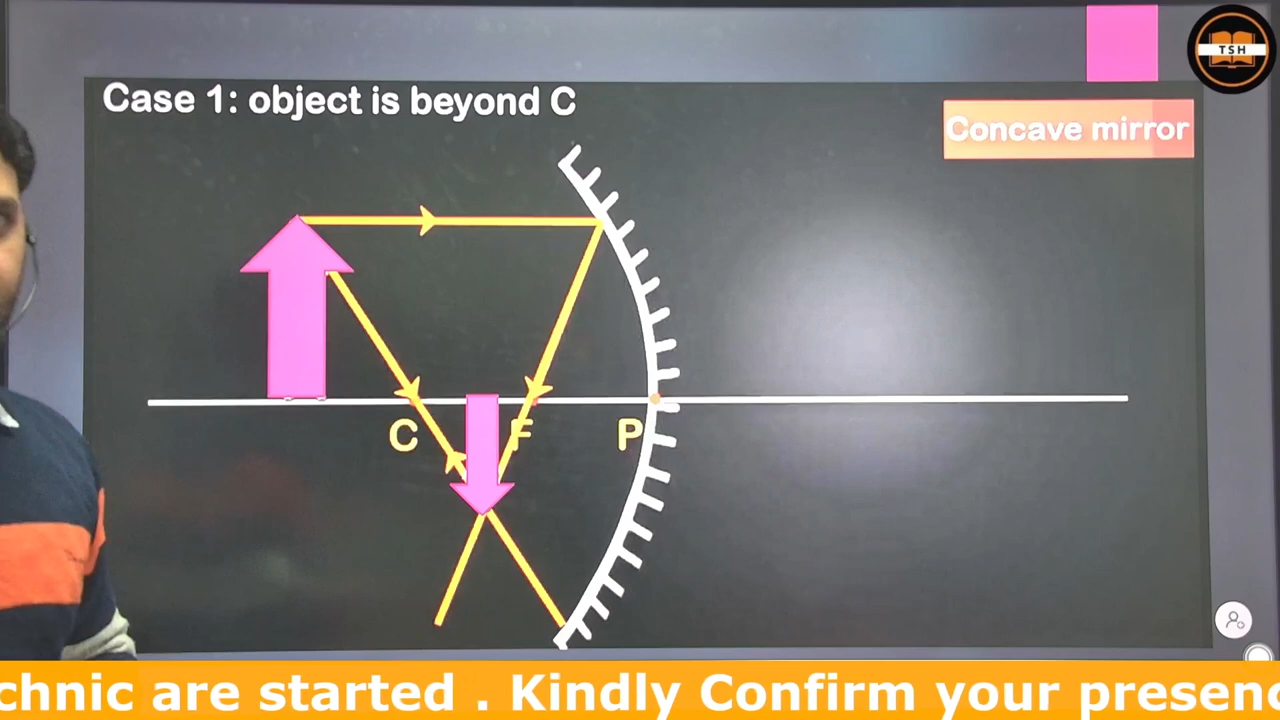 TSH
Case 1: object is beyond C
Concave mirror
C
F
P
chnic are started . Kindly Confirm your presenc